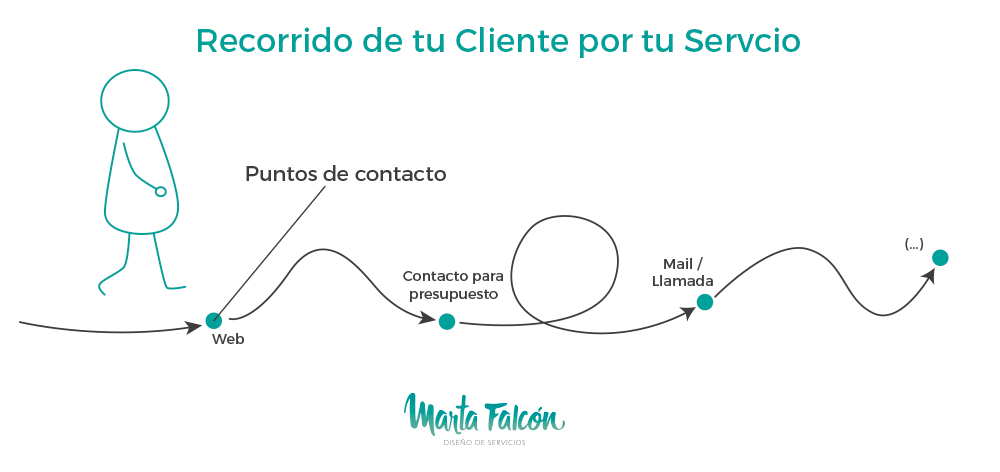 Recorrido de tu Cliente por tu Servcio
Puntos de contacto
Web
Contacto para
presupuesto
Mail /
Llamada
(...)
Marta Falcón
DISEÑO DE SERVICIOS